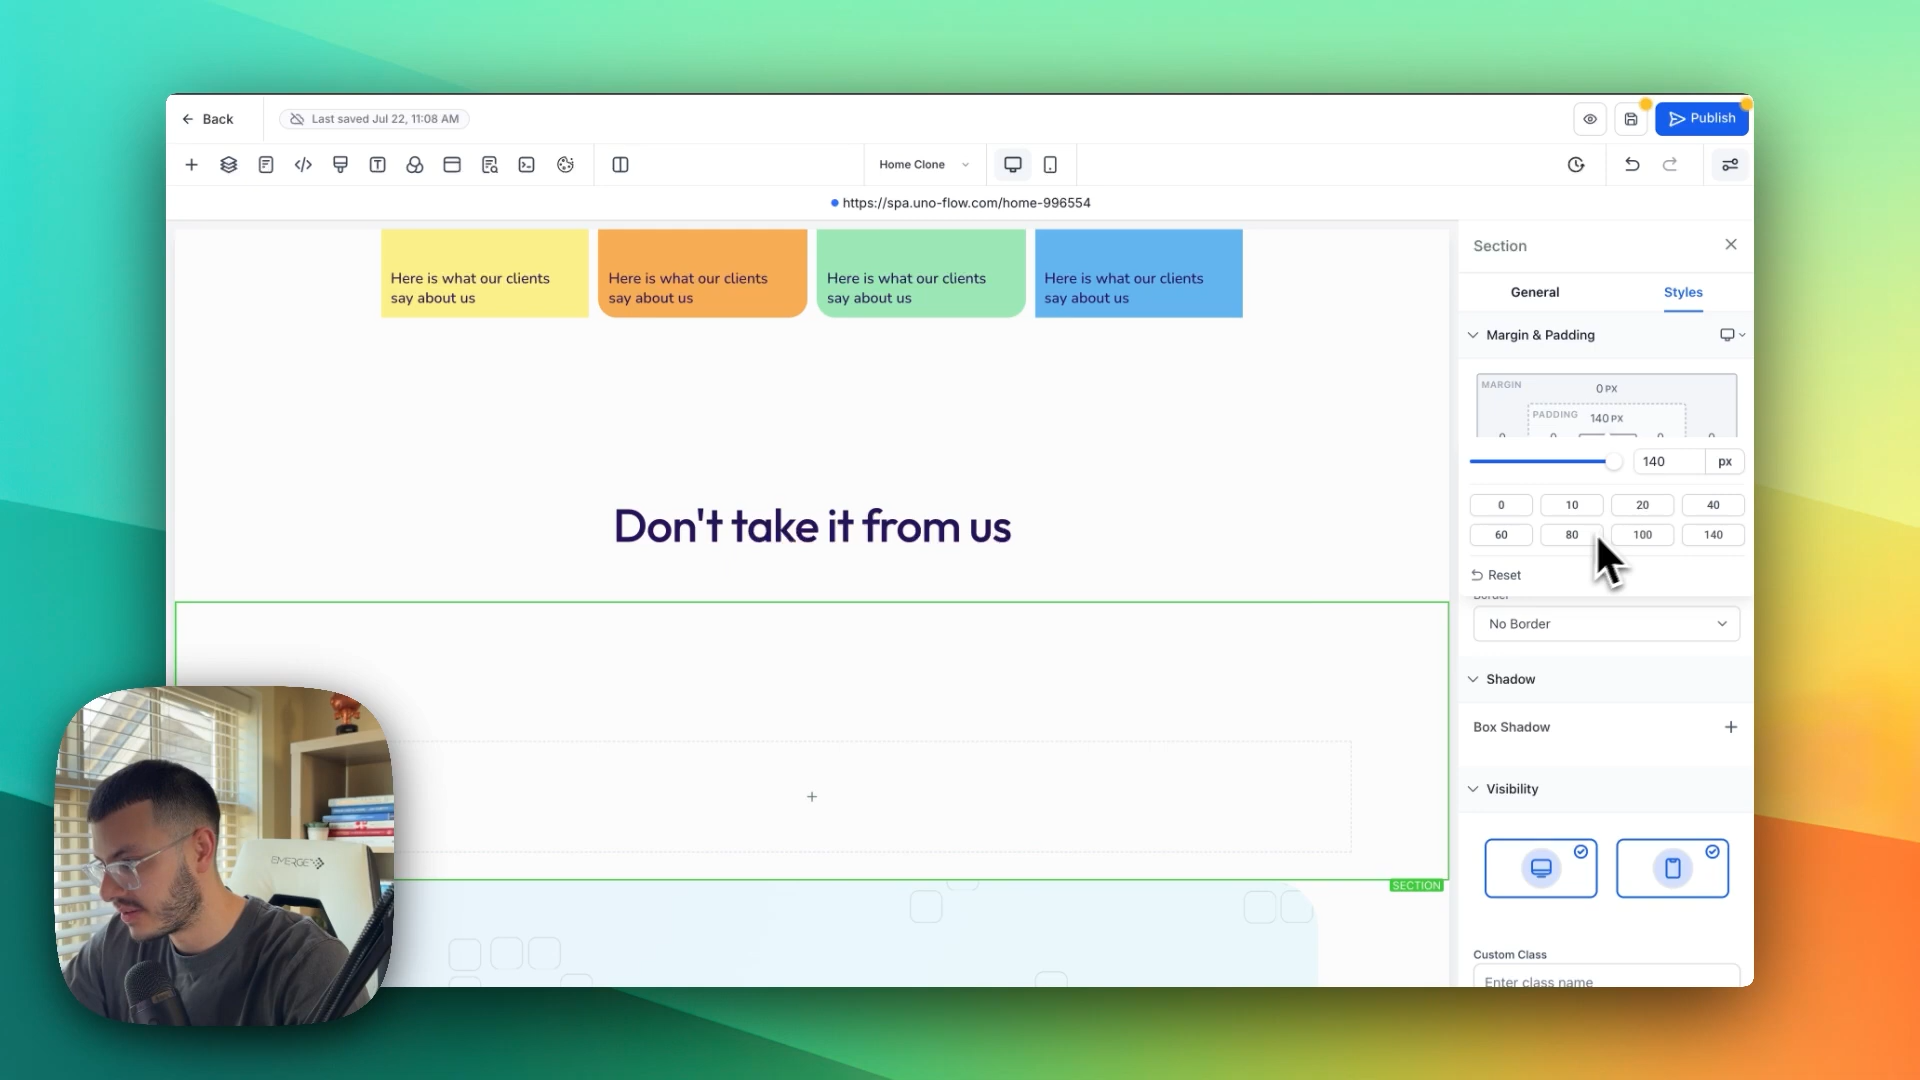 Back
Last saved Jul 22, 11:08 AM
Publish
Home Clone
https://spa.uno-flow.com/home-996554
Here is what our clients
say about us
Here is what our clients
say about us
Here is what our clients
say about us
Here is what our clients
say about us
Don't take it from us
SECTION
Section
General
Styles
Margin & Padding
MARGIN
0 PX
PADDING
140 PX
140
px
0
10
20
40
60
80
100
140
Reset
Border
No Border
Shadow
Box Shadow
Visibility
Custom Class
Enter class name
EMERGE